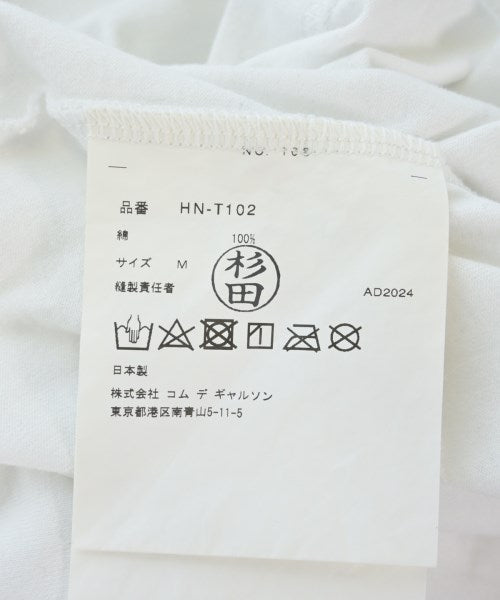 品番 HN-T102
綿 100%
サイズ M
杉田
縫製責任者 AD2024
日本製
株式会社 コム デ ギャルソン
東京都港区南青山5-11-5